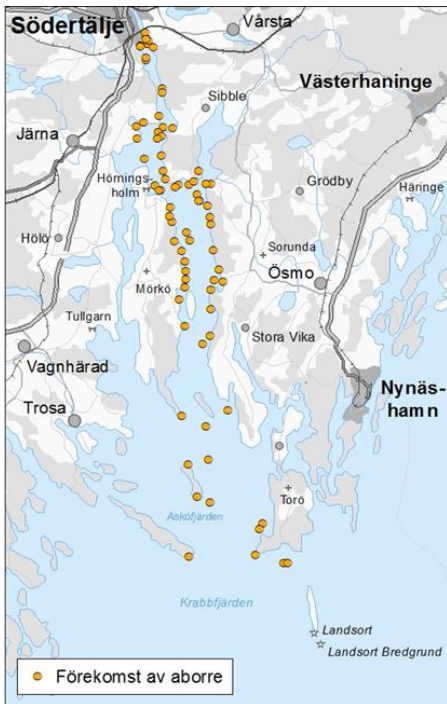 Södertälje
Vårsta
Västerhaninge
Sibble
Järna
Hörnings-
holm
Grödby
Häringe
Hölö
Sorunda
Mörkö
Ösmo
Tullgarn
Stora Vika
Vagnhärad
Trosa
Nynäs-
hamn
Torö
Asköfjärden
Krabbfjärden
Landsort
Landsort Bredgrund
Förekomst av aborre